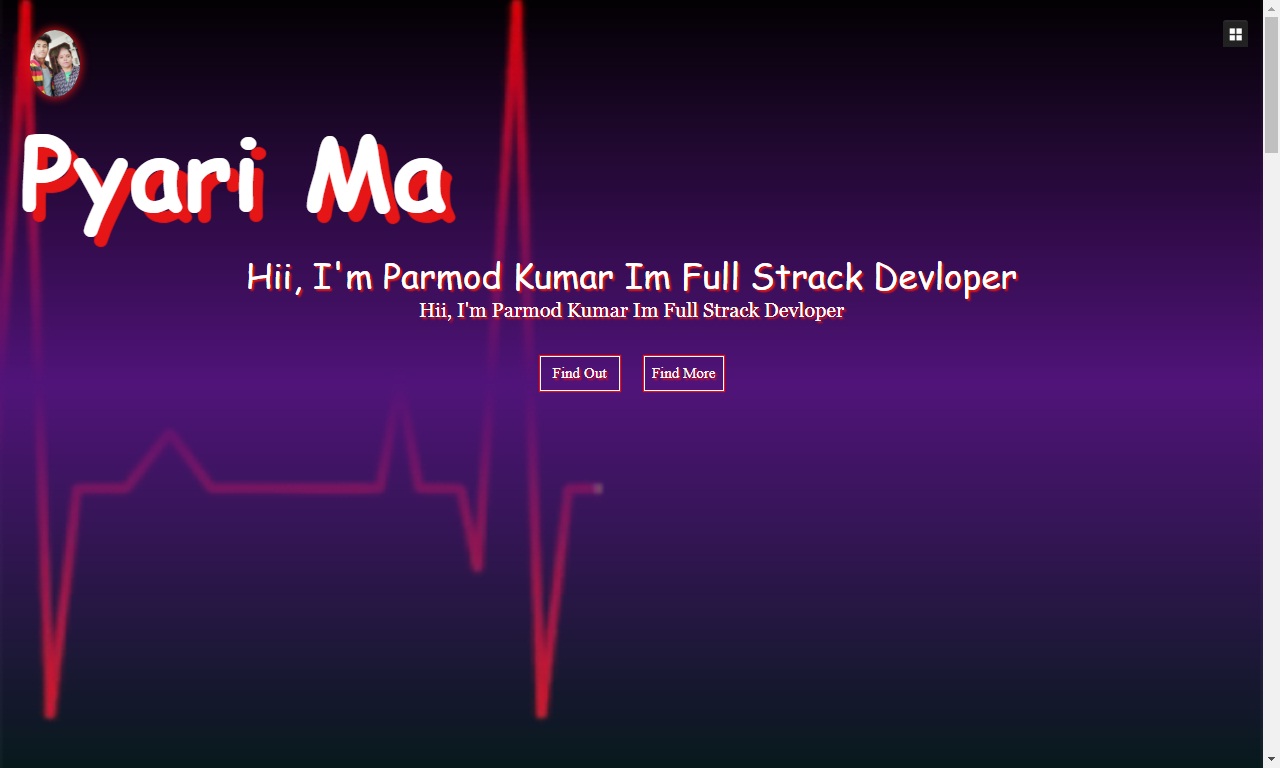 Pyari Ma
Hii, I'm Parmod Kumar Im Full Strack Devloper
Hii, I'm Parmod Kumar Im Full Strack Devloper
Find Out
Find More